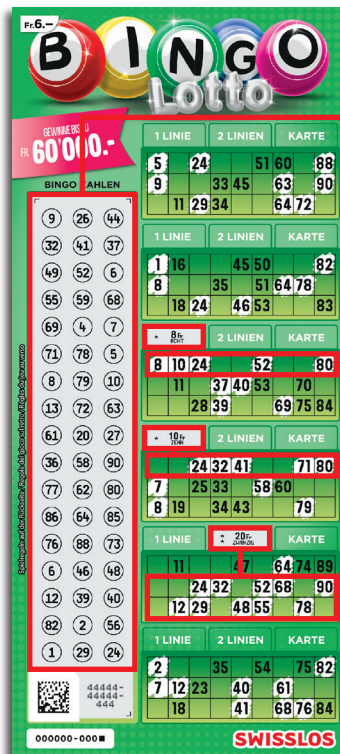 Fr.6.–
BINGO
Lotto
GEWINNE BIS ZU
FR. 60'000.-
BINGO ZAHLEN
9 26 44
32 41 37
49 52 6
55 59 68
69 4 7
71 78 5
8 79 10
13 72 63
61 20 27
36 58 90
77 62 80
86 64 85
76 88 73
6 46 48
12 39 40
82 2 56
1 29 24
1 LINIE 2 LINIEN KARTE
5 24 51 60 88
9 33 45 63 90
11 29 34 64 72
1 LINIE 2 LINIEN KARTE
1 16 45 50 82
8 35 51 64 78
18 24 46 53 83
* 8 Fr
ACHT
2 LINIEN KARTE
8 10 24 52 80
11 37 40 53 70
28 39 69 75 84
* 10 Fr
ZEHN
2 LINIEN KARTE
24 32 41 71 80
7 25 33 58 60
8 19 34 43 79
1 LINIE
* 20 Fr
ZWANZIG
KARTE
11 47 64 74 89
24 32 52 68 90
12 29 48 55 78
1 LINIE 2 LINIEN KARTE
2 35 54 75 82
7 12 23 40 61
18 41 68 76 84
44444-
44444-
444
000000-000
SWISSLOS